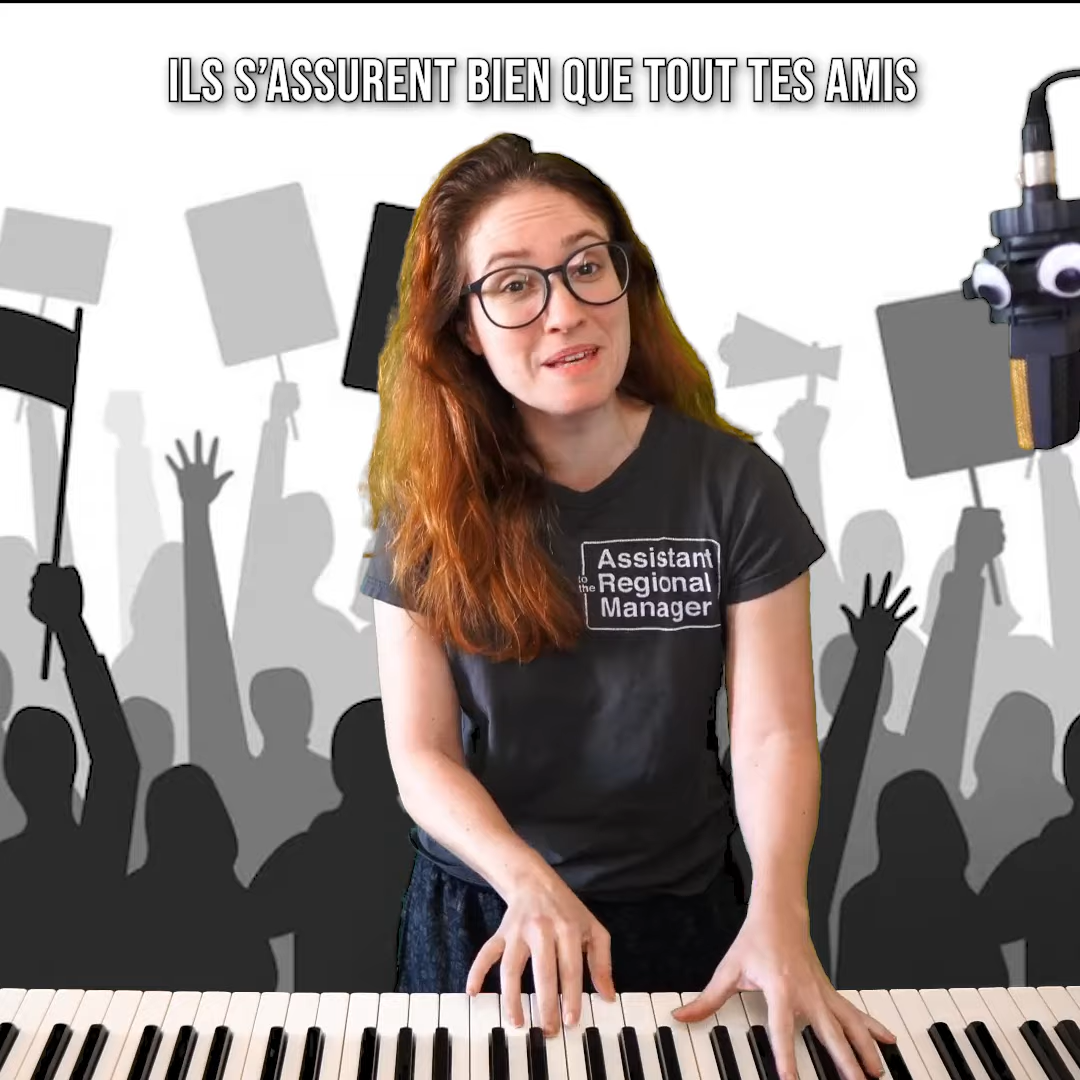 ILS S’ASSURENT BIEN QUE TOUT TES AMIS
Assistant
to the Regional
Manager